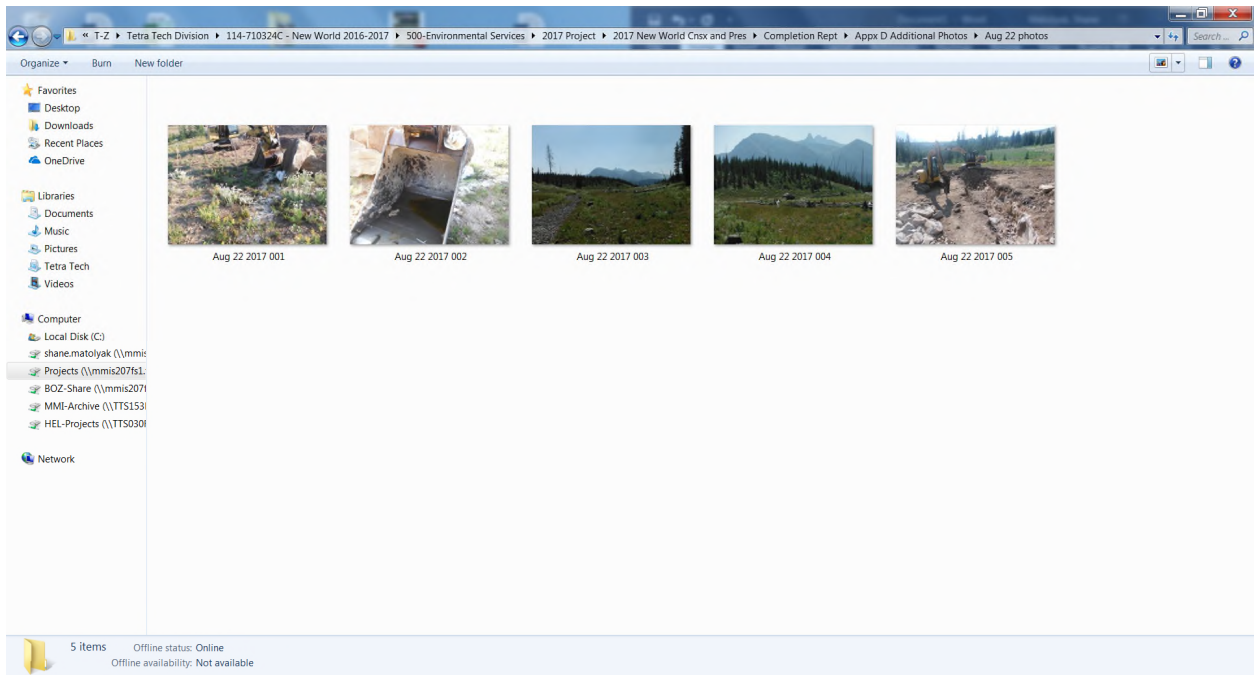 « T-Z ▸ Tetra Tech Division ▸ 114-710324C - New World 2016-2017 ▸ 500-Environmental Services ▸ 2017 Project ▸ 2017 New World Cnsx and Pres ▸ Completion Rept ▸ Appx D Additional Photos ▸ Aug 22 photos
Search ...
Organize ▾ Burn New folder
Favorites
Desktop
Downloads
Recent Places
OneDrive
Libraries
Documents
Music
Pictures
Tetra Tech
Videos
Computer
Local Disk (C:)
shane.matolyak (\\mmis
Projects (\\mmis207fs1.
BOZ-Share (\\mmis207f
MMI-Archive (\\TTS153
HEL-Projects (\\TTS030
Network
Aug 22 2017 001 Aug 22 2017 002 Aug 22 2017 003 Aug 22 2017 004 Aug 22 2017 005
5 items Offline status: Online
Offline availability: Not available